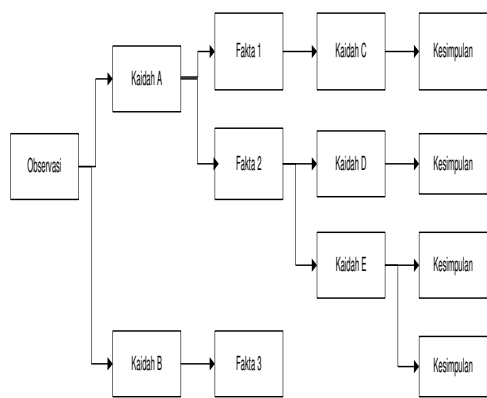 Fakta 1
Kaidah C
Kesimpulan
Kaidah A
Observasi
Fakta 2
Kaidah D
Kesimpulan
Kaidah E
Kesimpulan
Kaidah B
Fakta 3
Kesimpulan